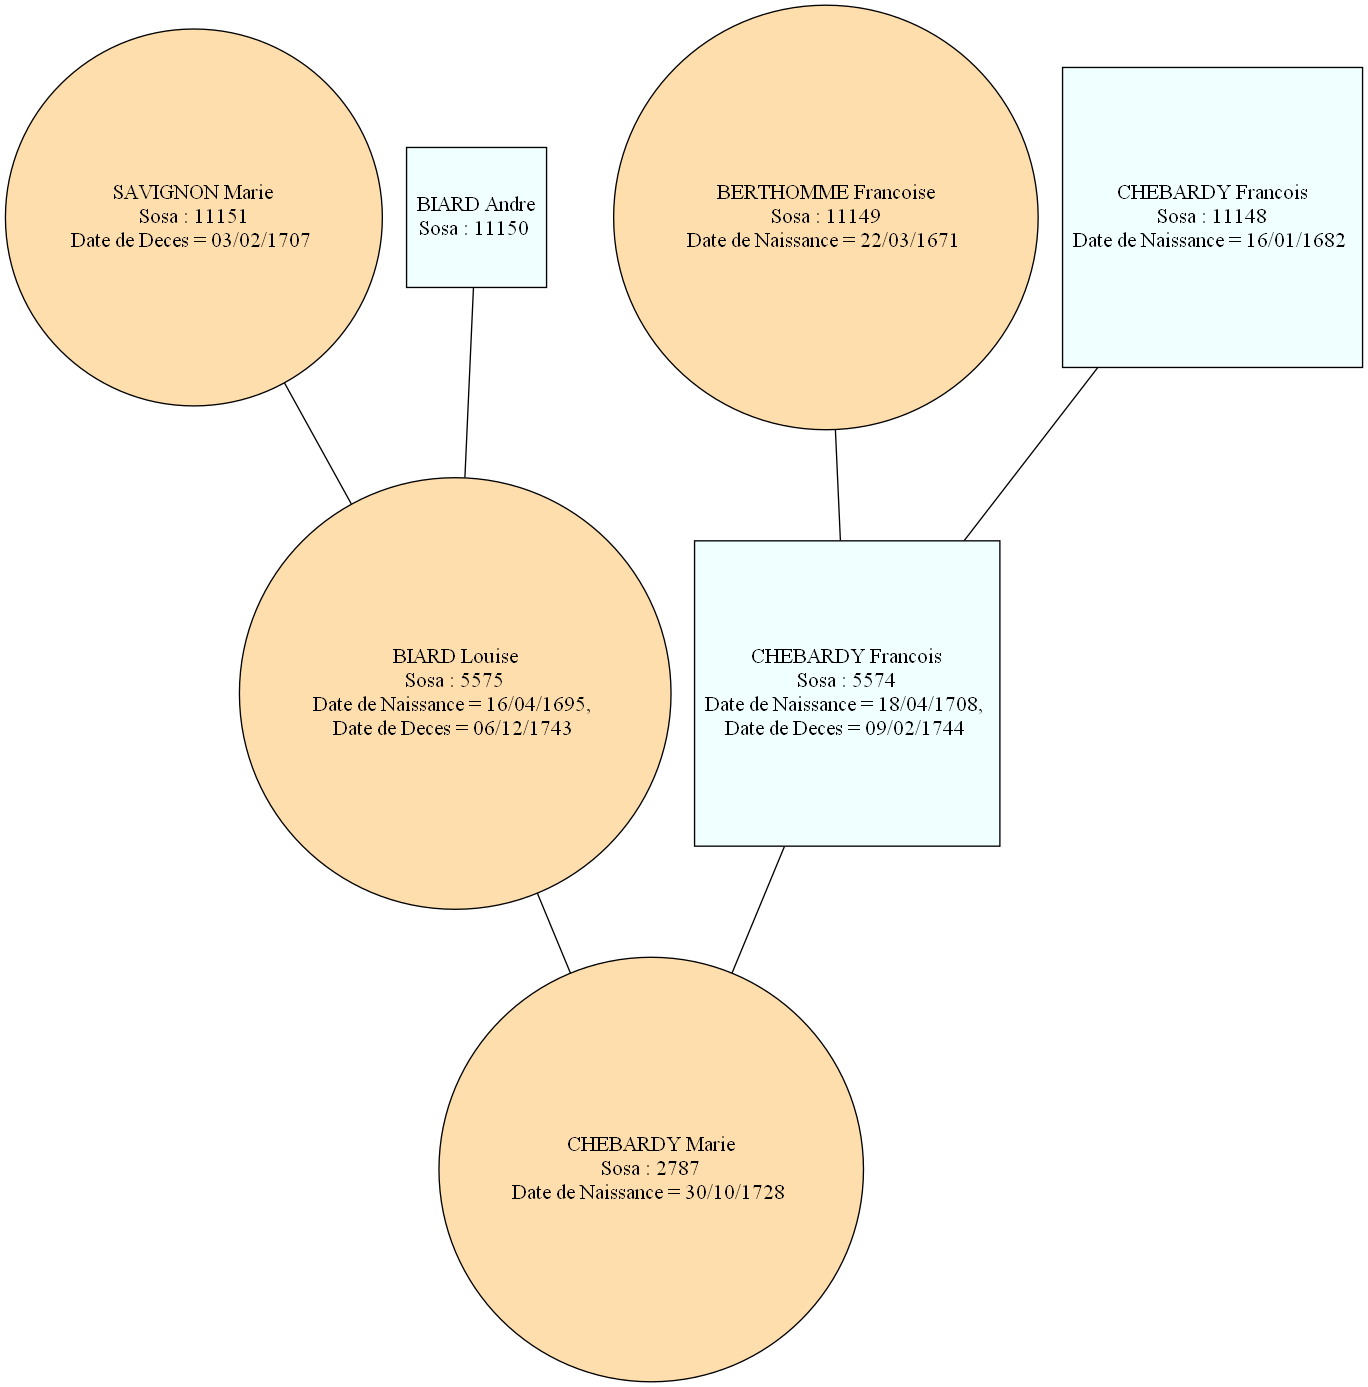 SAVIGNON Marie
Sosa : 11151
Date de Deces = 03/02/1707
BIARD Andre
Sosa : 11150
BERTHOMME Francoise
Sosa : 11149
Date de Naissance = 22/03/1671
CHEBARDY Francois
Sosa : 11148
Date de Naissance = 16/01/1682
BIARD Louise
Sosa : 5575
Date de Naissance = 16/04/1695,
Date de Deces = 06/12/1743
CHEBARDY Francois
Sosa : 5574
Date de Naissance = 18/04/1708,
Date de Deces = 09/02/1744
CHEBARDY Marie
Sosa : 2787
Date de Naissance = 30/10/1728